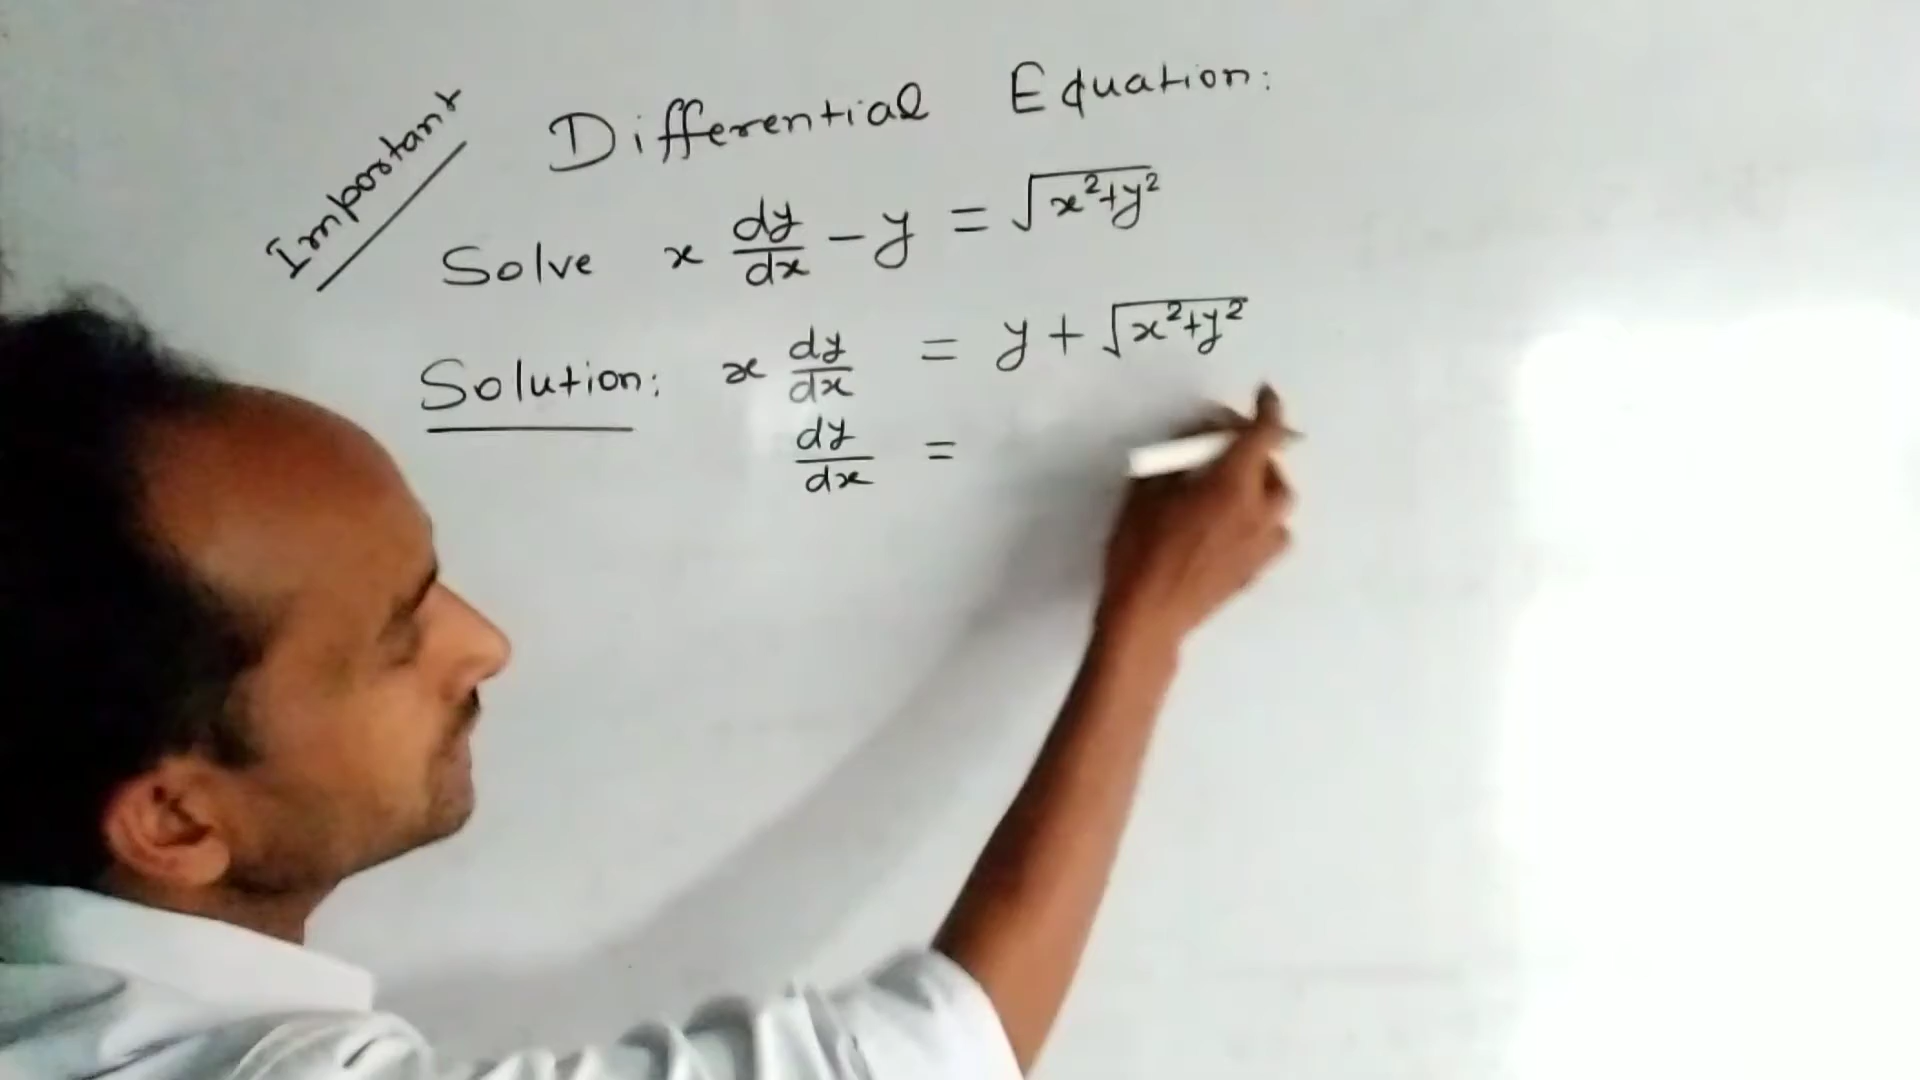 Important
Differential Equation:
Solve x dy/dx - y = √(x²+y²)
Solution: x dy/dx = y + √(x²+y²)
dy/dx =